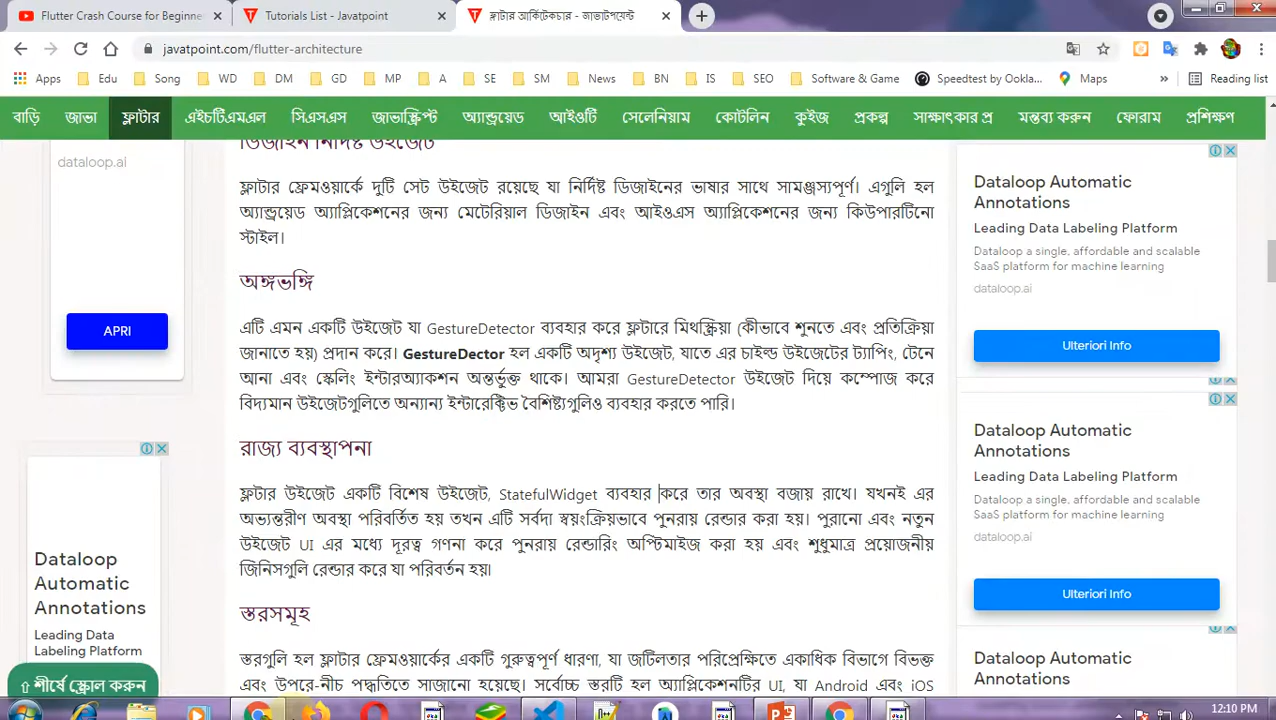 Flutter Crash Course for Beginne
Tutorials List - Javatpoint
ফ্লাটার আর্কিটেকচার - জাভাটপয়েন্ট
javatpoint.com/flutter-architecture
Apps Edu Song WD DM GD MP A SE SM News BN IS SEO Software & Game Speedtest by Ookla... Maps » Reading list
বাড়ি জাভা ফ্লাটার এইচটিএমএল সিএসএস জাভাস্ক্রিপ্ট অ্যান্ড্রয়েড আইওটি সেলেনিয়াম কোটলিন কুইজ প্রকল্প সাক্ষাৎকার প্র মন্তব্য করুন ফোরাম প্রশিক্ষণ
dataloop.ai
APRI
Dataloop
Automatic
Annotations
Leading Data
Labeling Platform
শীর্ষে স্ক্রোল করুন
ডিজাইন নির্দিষ্ট উইজেট
ফ্লাটার ফ্রেমওয়ার্কে দুটি সেট উইজেট রয়েছে যা নির্দিষ্ট ডিজাইনের ভাষার সাথে সামঞ্জস্যপূর্ণ। এগুলি হল
অ্যান্ড্রয়েড অ্যাপ্লিকেশনের জন্য মেটেরিয়াল ডিজাইন এবং আইওএস অ্যাপ্লিকেশনের জন্য কিউপারটিনো
স্টাইল।
অঙ্গভঙ্গি
এটি এমন একটি উইজেট যা GestureDetector ব্যবহার করে ফ্লটারে মিথস্ক্রিয়া (কীভাবে শুনতে এবং প্রতিক্রিয়া
জানাতে হয়) প্রদান করে। GestureDector হল একটি অদৃশ্য উইজেট, যাতে এর চাইল্ড উইজেটের ট্যাপিং, টেনে
আনা এবং স্কেলিং ইন্টারঅ্যাকশন অন্তর্ভুক্ত থাকে। আমরা GestureDetector উইজেট দিয়ে কম্পোজ করে
বিদ্যমান উইজেটগুলিতে অন্যান্য ইন্টারেক্টিভ বৈশিষ্ট্যগুলিও ব্যবহার করতে পারি।
রাজ্য ব্যবস্থাপনা
ফ্লটার উইজেট একটি বিশেষ উইজেট, StatefulWidget ব্যবহার করে তার অবস্থা বজায় রাখে। যখনই এর
অভ্যন্তরীণ অবস্থা পরিবর্তিত হয় তখন এটি সর্বদা স্বয়ংক্রিয়ভাবে পুনরায় রেন্ডার করা হয়। পুরানো এবং নতুন
উইজেট UI এর মধ্যে দূরত্ব গণনা করে পুনরায় রেন্ডারিং অপ্টিমাইজ করা হয় এবং শুধুমাত্র প্রয়োজনীয়
জিনিসগুলি রেন্ডার করে যা পরিবর্তন হয়।
স্তরসমূহ
স্তরগুলি হল ফ্লাটার ফ্রেমওয়ার্কের একটি গুরুত্বপূর্ণ ধারণা, যা জটিলতার পরিপ্রেক্ষিতে একাধিক বিভাগে বিভক্ত
এবং উপরে-নীচ পদ্ধতিতে সাজানো হয়েছে। সর্বোচ্চ স্তরটি হল অ্যাপ্লিকেশনটির UI, যা Android এবং iOS
Dataloop Automatic
Annotations
Leading Data Labeling Platform
Dataloop a single, affordable and scalable
SaaS platform for machine learning
dataloop.ai
Ulteriori Info
Dataloop Automatic
Annotations
Leading Data Labeling Platform
Dataloop a single, affordable and scalable
SaaS platform for machine learning
dataloop.ai
Ulteriori Info
Dataloop Automatic
Annotations
12:10 PM